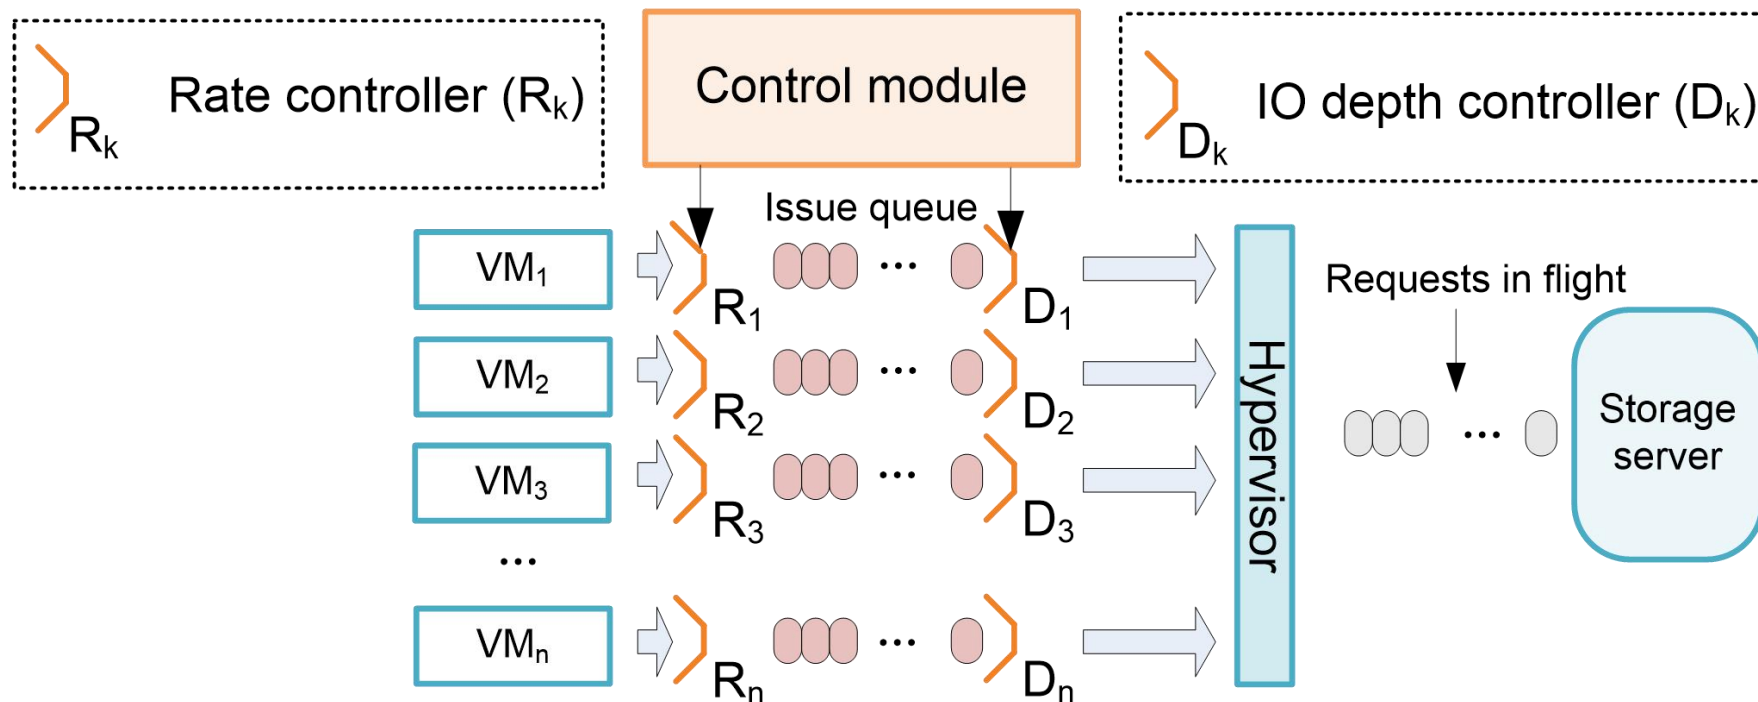 Rate controller (Rₖ)
Rₖ
Control module
IO depth controller (Dₖ)
Dₖ
Issue queue
VM₁
R₁
...
D₁
Requests in flight
VM₂
R₂
...
D₂
Hypervisor
Storage
server
...
VM₃
R₃
...
D₃
...
VMₙ
Rₙ
...
Dₙ